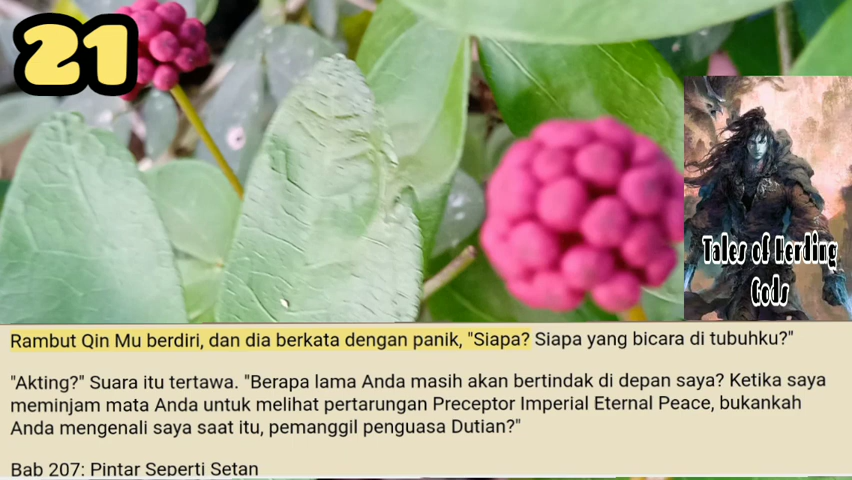 21
Tales of Herding
Gods
Rambut Qin Mu berdiri, dan dia berkata dengan panik, "Siapa? Siapa yang bicara di tubuhku?"
"Akting?" Suara itu tertawa. "Berapa lama Anda masih akan bertindak di depan saya? Ketika saya
meminjam mata Anda untuk melihat pertarungan Preceptor Imperial Eternal Peace, bukankah
Anda mengenali saya saat itu, pemanggil penguasa Dutian?"
Bab 207: Pintar Seperti Setan